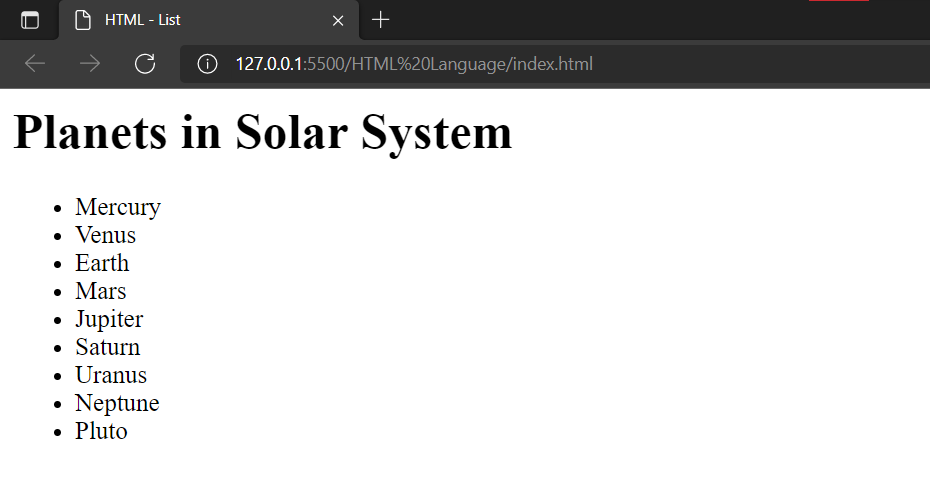 HTML - List
127.0.0.1:5500/HTML%20Language/index.html
Planets in Solar System
Mercury
Venus
Earth
Mars
Jupiter
Saturn
Uranus
Neptune
Pluto